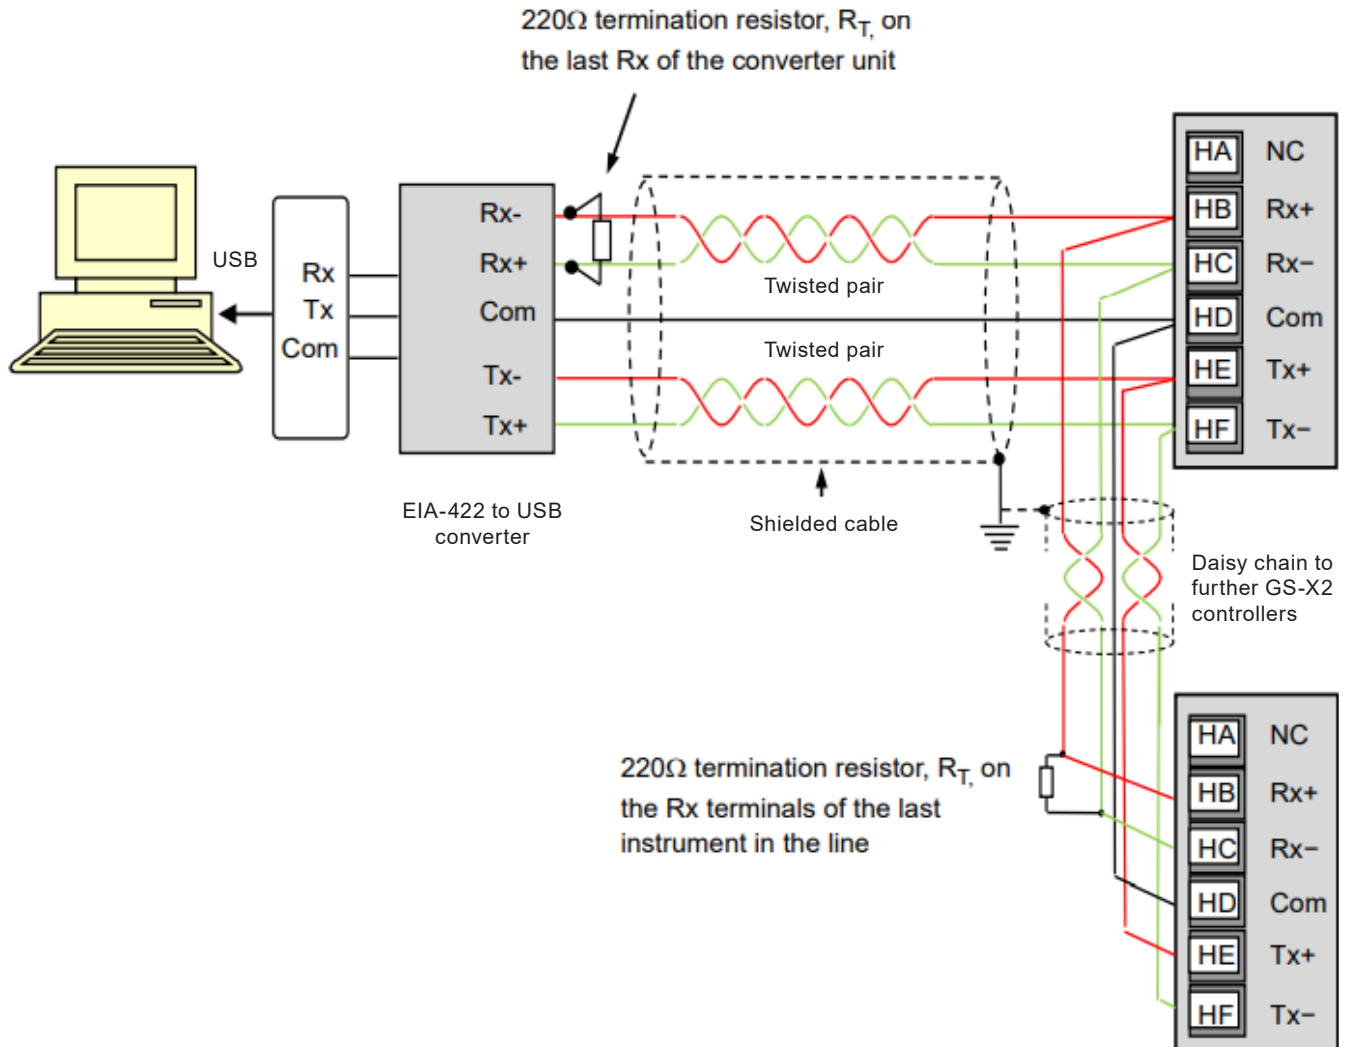 220Ω termination resistor, RT, on
the last Rx of the converter unit
USB
Rx
Tx
Com
Rx-
Rx+
Com
Tx-
Tx+
EIA-422 to USB
converter
Twisted pair
Twisted pair
Shielded cable
HA NC
HB Rx+
HC Rx−
HD Com
HE Tx+
HF Tx−
Daisy chain to
further GS-X2
controllers
220Ω termination resistor, RT, on
the Rx terminals of the last
instrument in the line
HA NC
HB Rx+
HC Rx−
HD Com
HE Tx+
HF Tx−